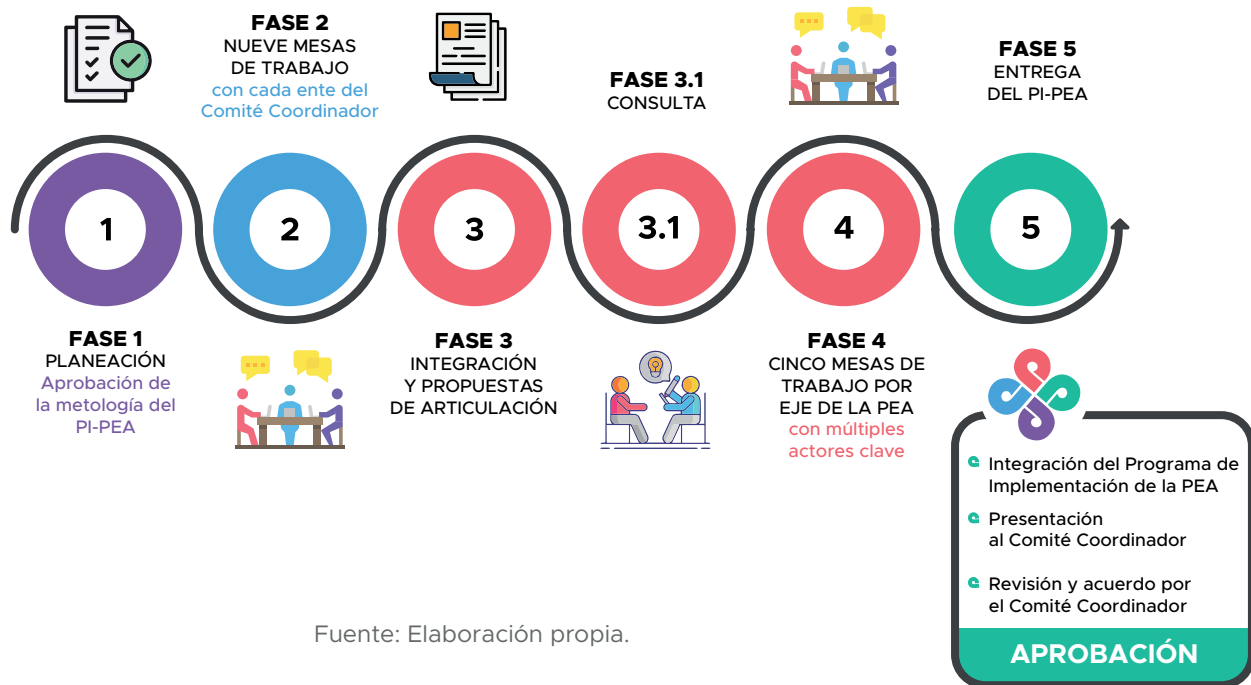 FASE 1
PLANEACIÓN
Aprobación de
la metología del
PI-PEA
1
FASE 2
NUEVE MESAS
DE TRABAJO
con cada ente del
Comité Coordinador
2
3
FASE 3
INTEGRACIÓN
Y PROPUESTAS
DE ARTICULACIÓN
FASE 3.1
CONSULTA
3.1
4
FASE 4
CINCO MESAS DE
TRABAJO POR
EJE DE LA PEA
con múltiples
actores clave
FASE 5
ENTREGA
DEL PI-PEA
5
Integración del Programa de
Implementación de la PEA
Presentación
al Comité Coordinador
Revisión y acuerdo por
el Comité Coordinador
APROBACIÓN
Fuente: Elaboración propia.